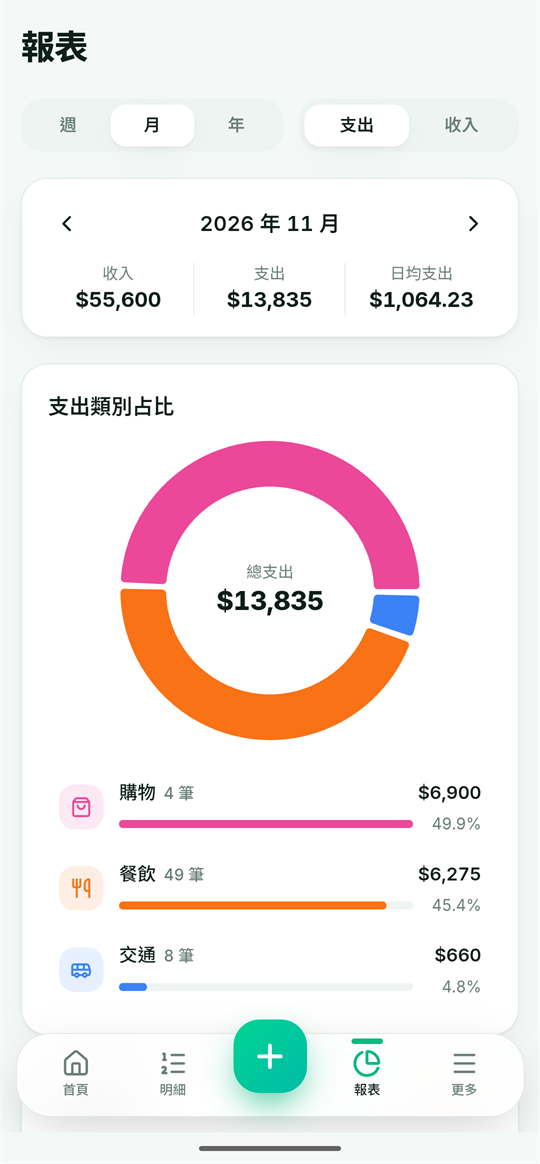 報表
週 月 年 支出 收入
2026 年 11 月
收入 支出 日均支出
$55,600 $13,835 $1,064.23
支出類別占比
總支出
$13,835
購物 4 筆 $6,900
49.9%
餐飲 49 筆 $6,275
45.4%
交通 8 筆 $660
4.8%
首頁 明細 報表 更多